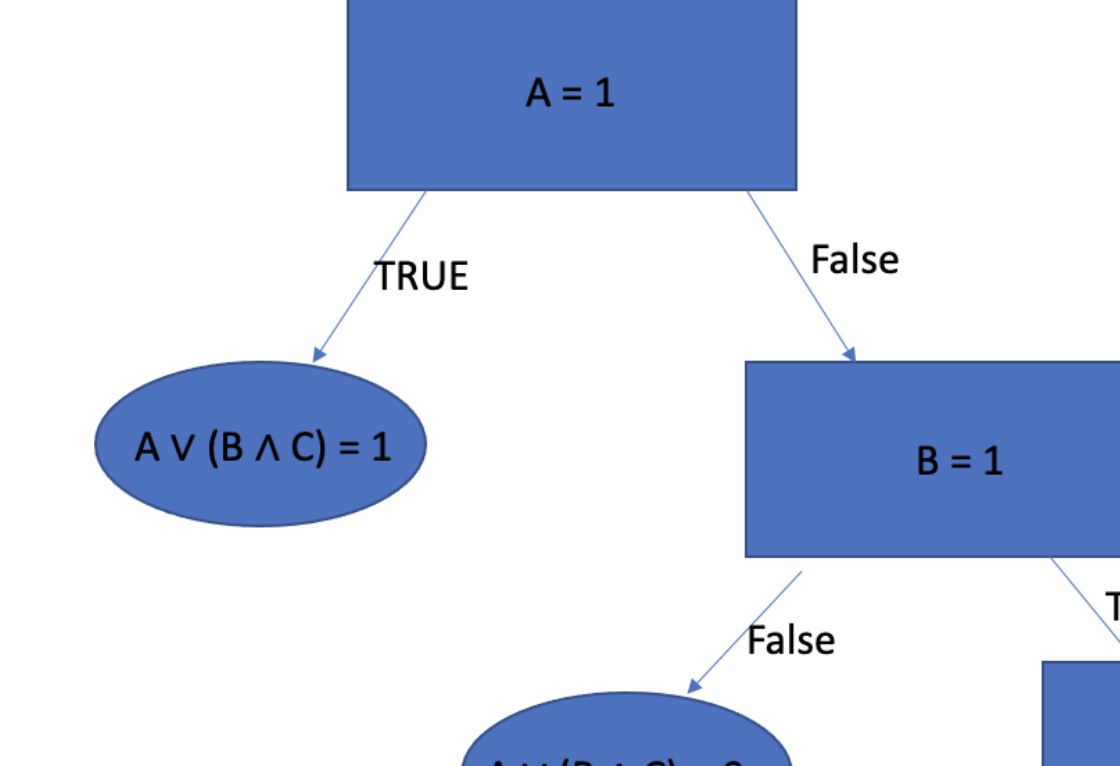 A = 1
TRUE
False
A ∨ (B ∧ C) = 1
B = 1
False